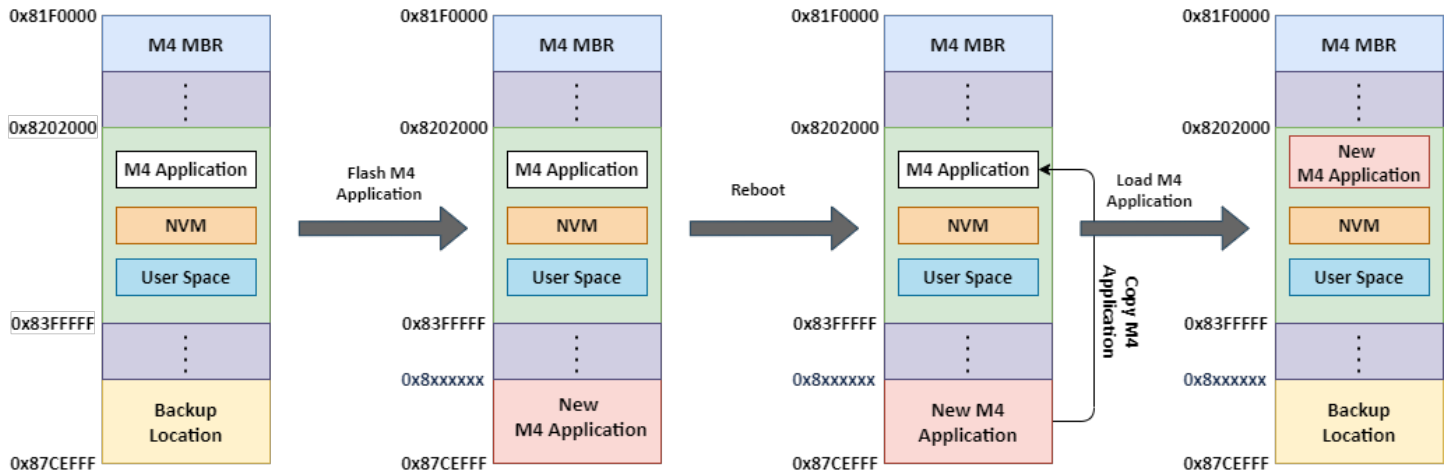 0x81F0000
M4 MBR
0x8202000
M4 Application
NVM
User Space
0x83FFFFF
Backup
Location
0x87CEFFF
Flash M4
Application
0x81F0000
M4 MBR
0x8202000
M4 Application
NVM
User Space
0x83FFFFF
0x8xxxxxx
New
M4 Application
0x87CEFFF
Reboot
0x81F0000
M4 MBR
0x8202000
M4 Application
NVM
User Space
0x83FFFFF
0x8xxxxxx
New M4
Application
0x87CEFFF
Copy M4
Application
Load M4
Application
0x81F0000
M4 MBR
0x8202000
New
M4 Application
NVM
User Space
0x83FFFFF
Backup
Location
0x87CEFFF